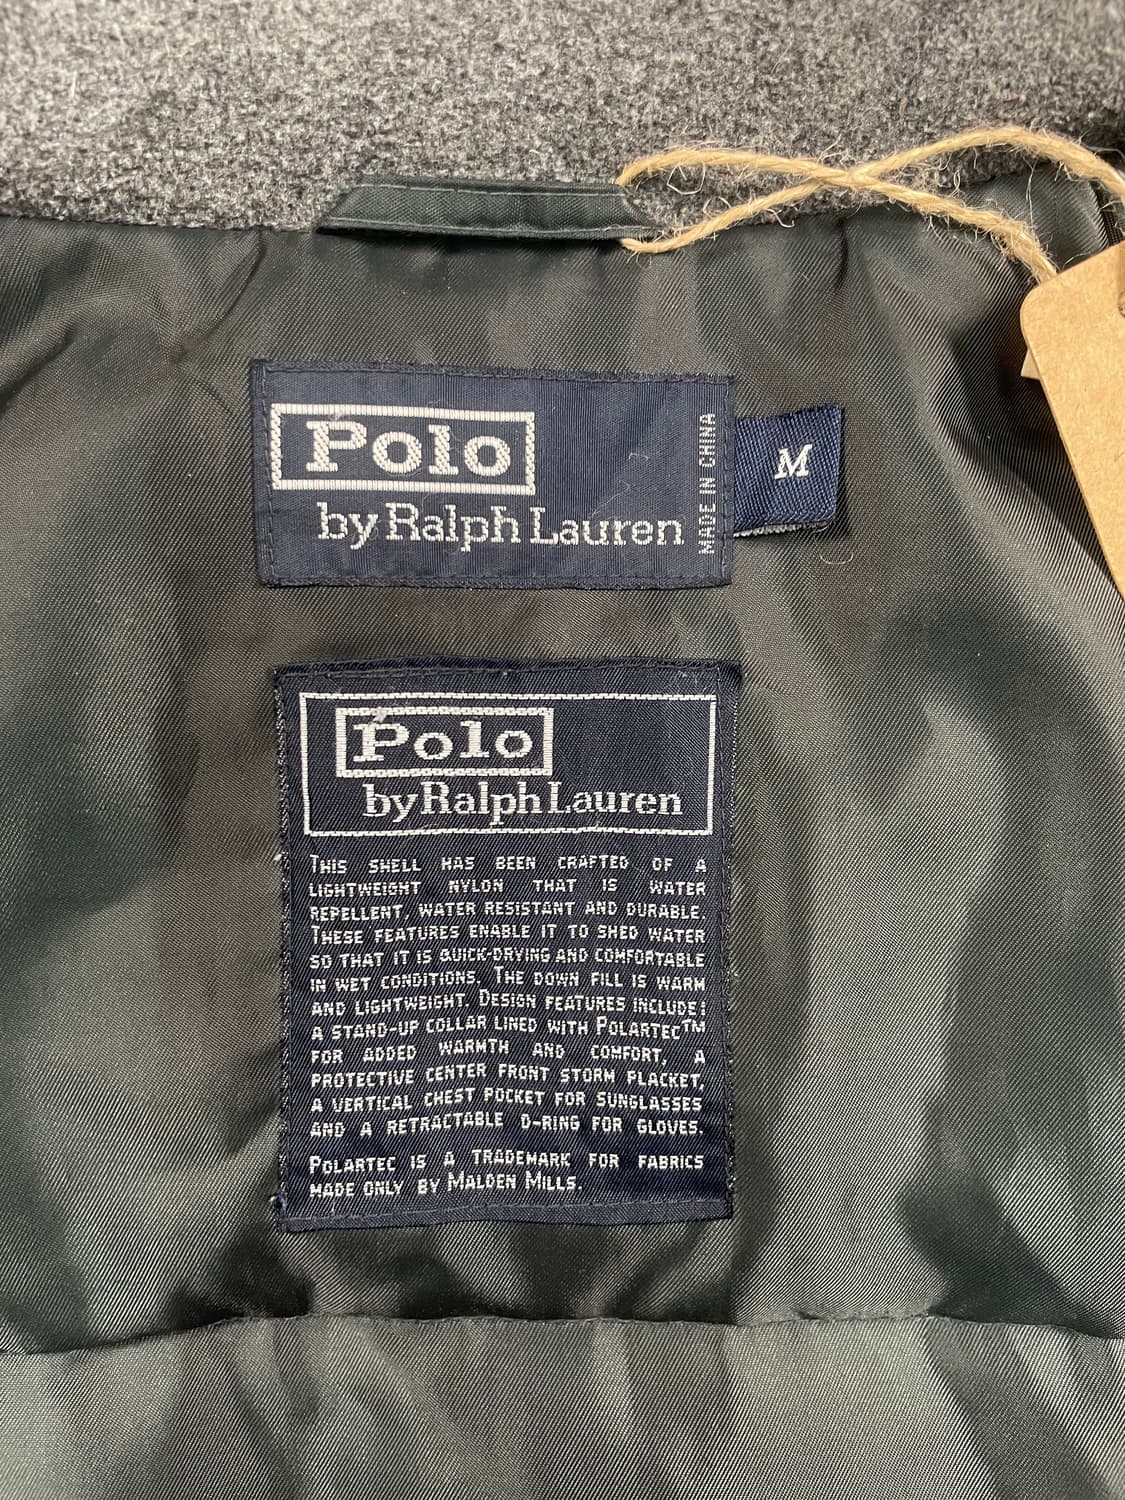 Polo
by Ralph Lauren
MADE IN CHINA
M
Polo
by Ralph Lauren
THIS SHELL HAS BEEN CRAFTED OF A
LIGHTWEIGHT NYLON THAT IS WATER
REPELLENT, WATER RESISTANT AND DURABLE.
THESE FEATURES ENABLE IT TO SHED WATER
SO THAT IT IS QUICK-DRYING AND COMFORTABLE
IN WET CONDITIONS. THE DOWN FILL IS WARM
AND LIGHTWEIGHT. DESIGN FEATURES INCLUDE:
A STAND-UP COLLAR LINED WITH POLARTEC™
FOR ADDED WARMTH AND COMFORT, A
PROTECTIVE CENTER FRONT STORM PLACKET,
A VERTICAL CHEST POCKET FOR SUNGLASSES
AND A RETRACTABLE D-RING FOR GLOVES.
POLARTEC IS A TRADEMARK FOR FABRICS
MADE ONLY BY MALDEN MILLS.